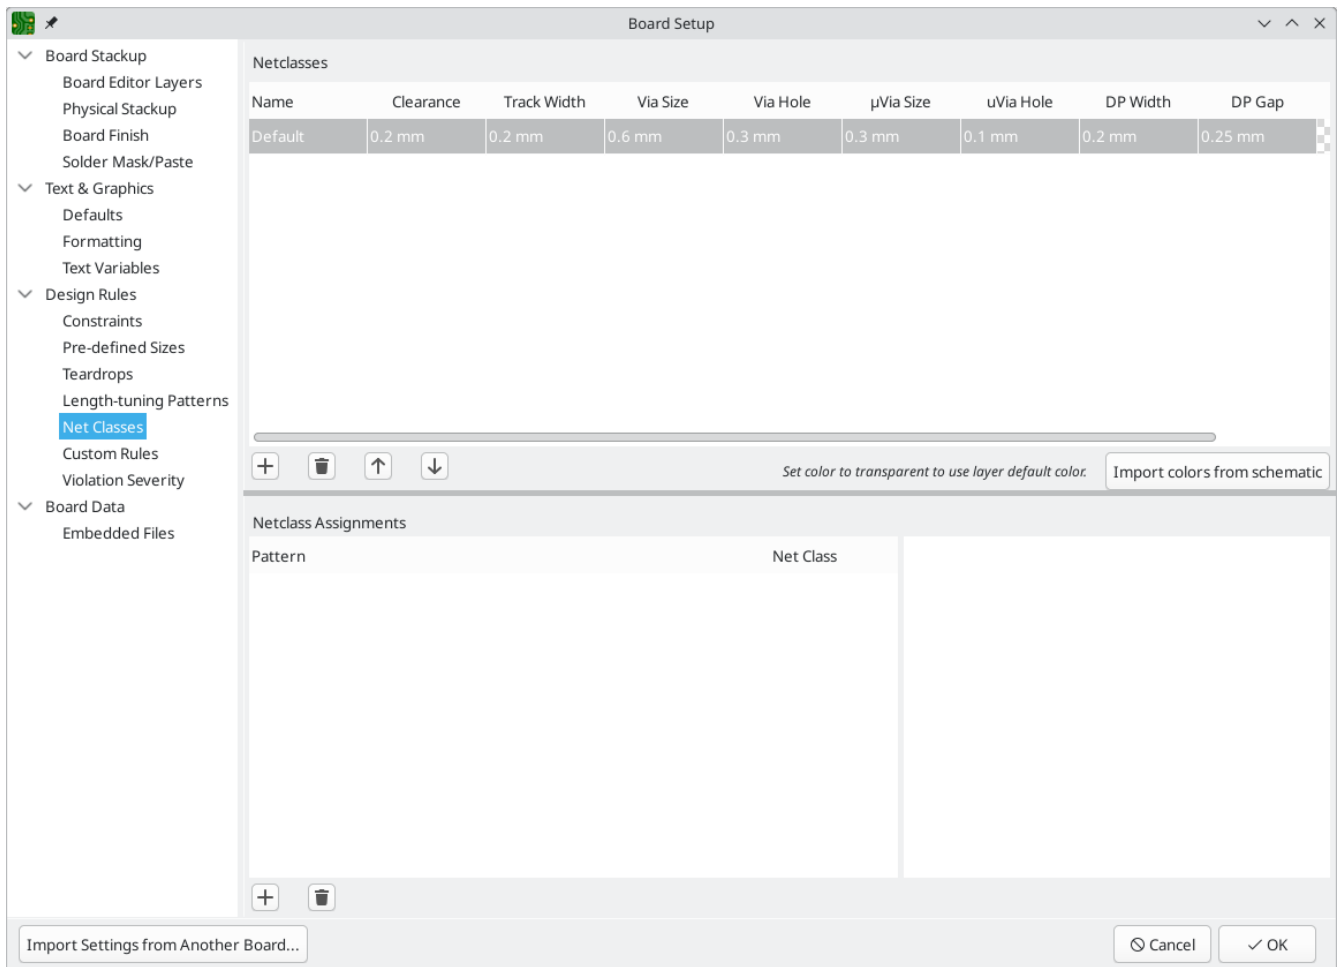 Board Setup
Board Stackup
Board Editor Layers
Physical Stackup
Board Finish
Solder Mask/Paste
Text & Graphics
Defaults
Formatting
Text Variables
Design Rules
Constraints
Pre-defined Sizes
Teardrops
Length-tuning Patterns
Net Classes
Custom Rules
Violation Severity
Board Data
Embedded Files
Netclasses
Name Clearance Track Width Via Size Via Hole µVia Size uVia Hole DP Width DP Gap
Default 0.2 mm 0.2 mm 0.6 mm 0.3 mm 0.3 mm 0.1 mm 0.2 mm 0.25 mm
Set color to transparent to use layer default color. Import colors from schematic
Netclass Assignments
Pattern Net Class
Import Settings from Another Board... Cancel OK